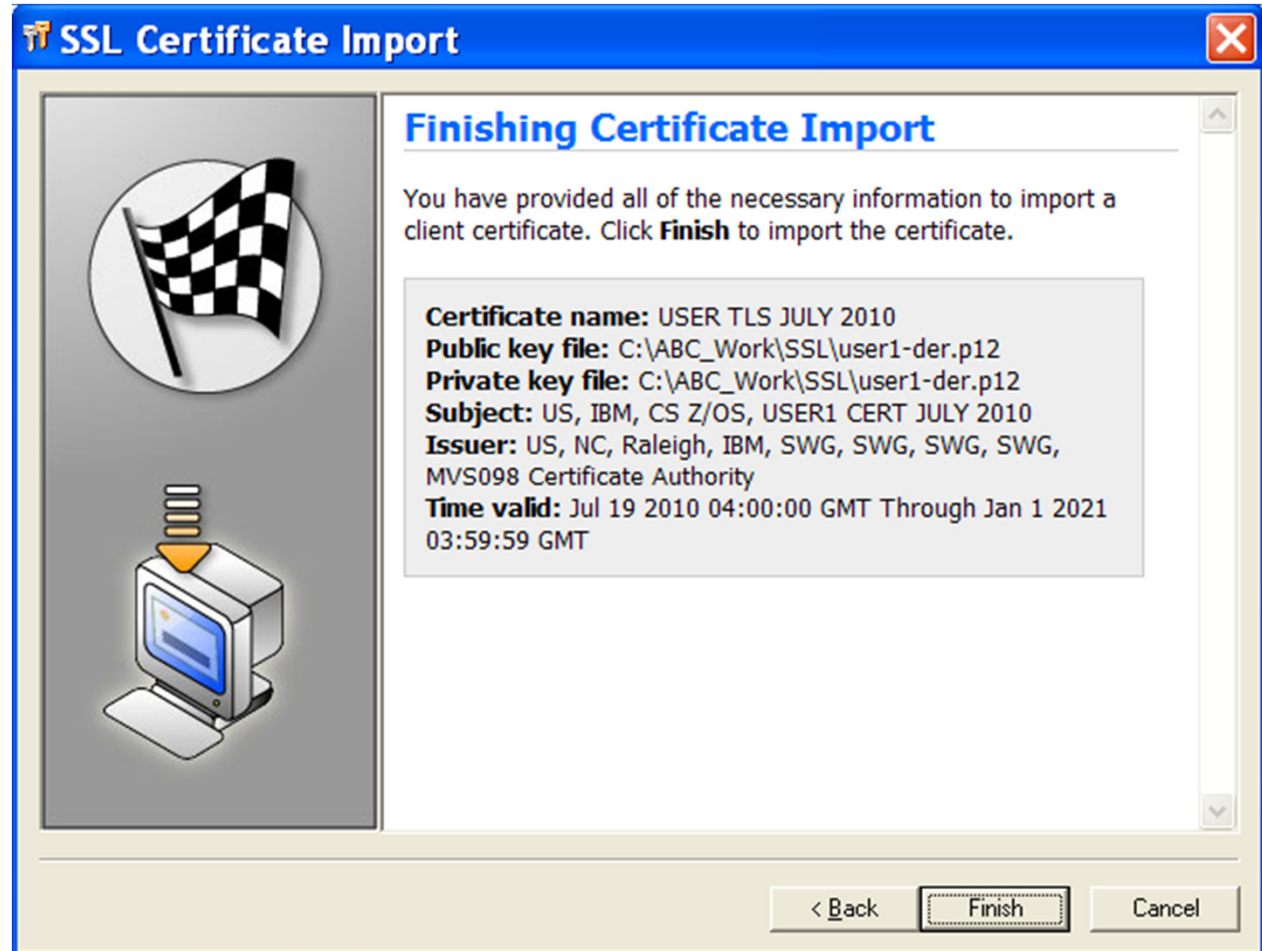 SSL Certificate Import
Finishing Certificate Import
You have provided all of the necessary information to import a
client certificate. Click Finish to import the certificate.
Certificate name: USER TLS JULY 2010
Public key file: C:\ABC_Work\SSL\user1-der.p12
Private key file: C:\ABC_Work\SSL\user1-der.p12
Subject: US, IBM, CS Z/OS, USER1 CERT JULY 2010
Issuer: US, NC, Raleigh, IBM, SWG, SWG, SWG, SWG,
MVS098 Certificate Authority
Time valid: Jul 19 2010 04:00:00 GMT Through Jan 1 2021
03:59:59 GMT
< Back Finish Cancel